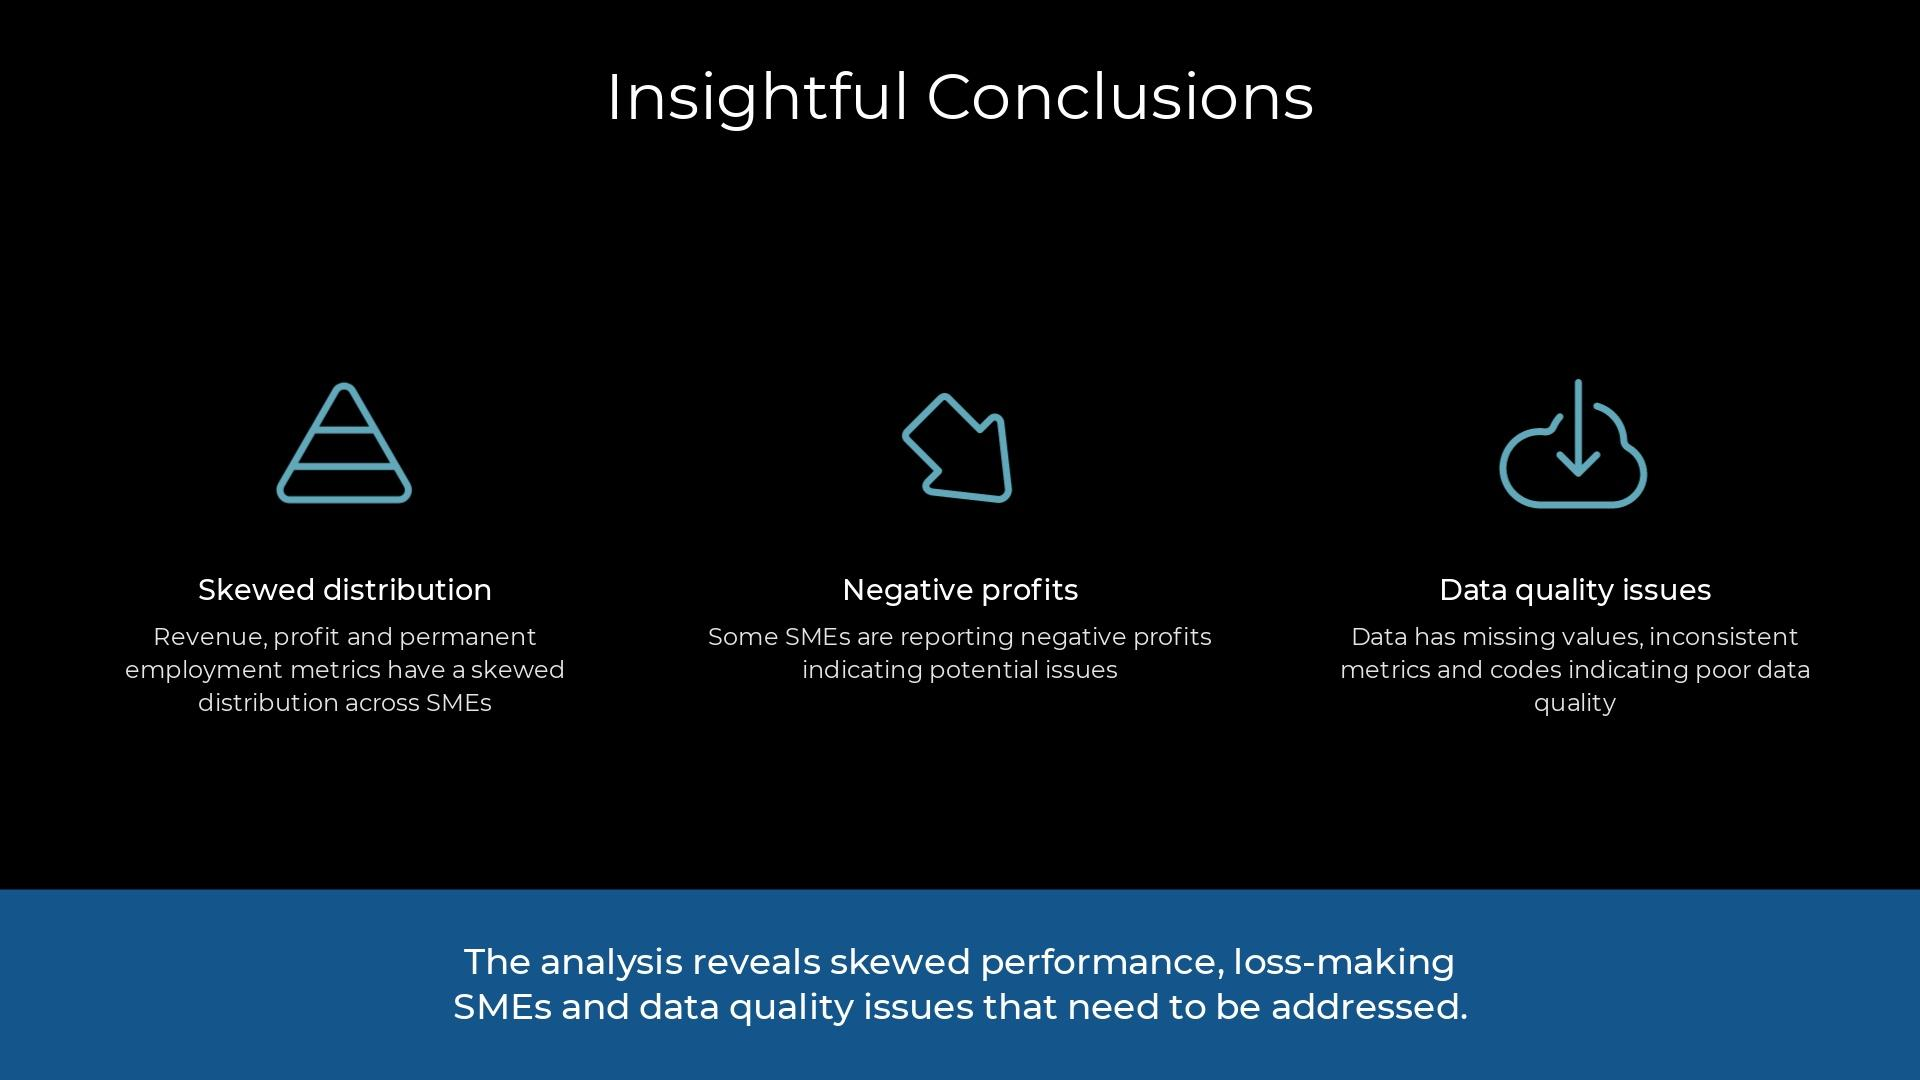 Insightful Conclusions
Skewed distribution
Revenue, profit and permanent
employment metrics have a skewed
distribution across SMEs
Negative profits
Some SMEs are reporting negative profits
indicating potential issues
Data quality issues
Data has missing values, inconsistent
metrics and codes indicating poor data
quality
The analysis reveals skewed performance, loss-making
SMEs and data quality issues that need to be addressed.